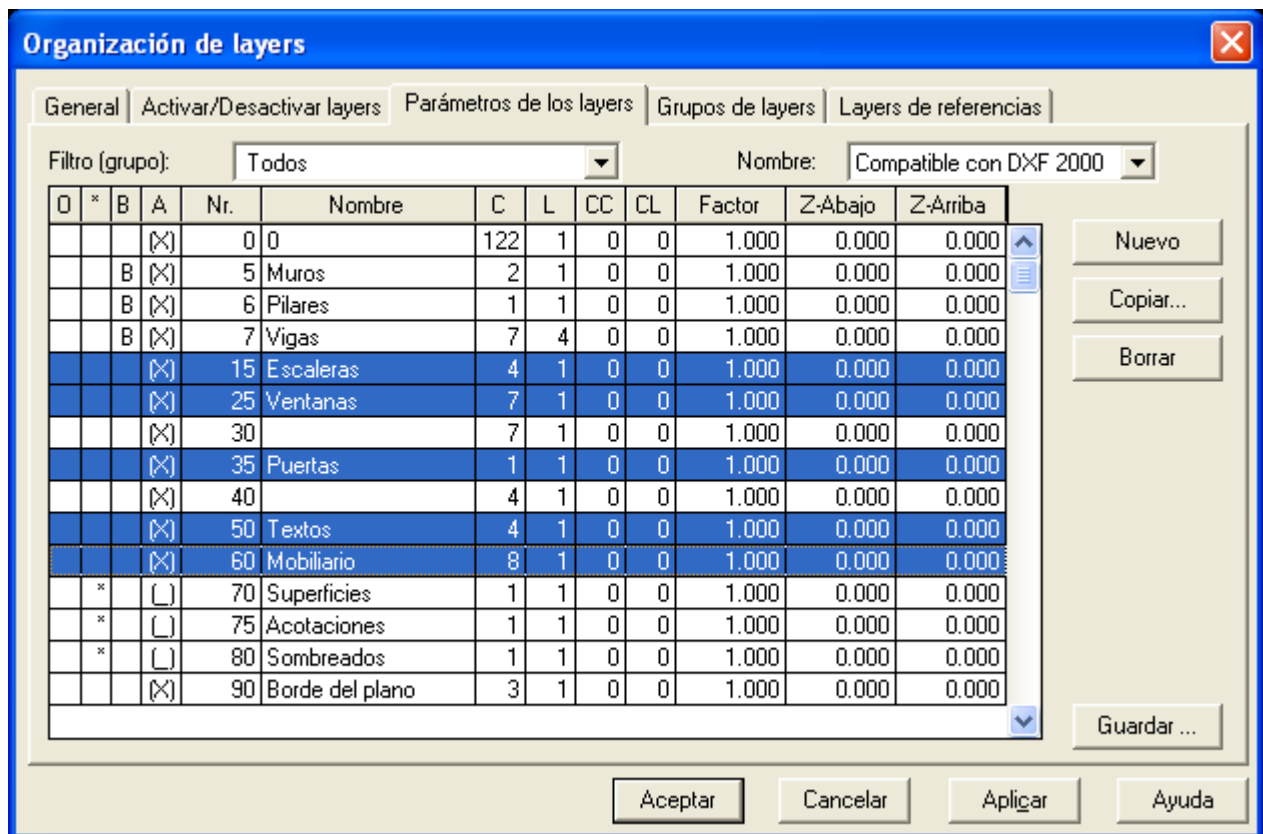 Organización de layers
General Activar/Desactivar layers Parámetros de los layers Grupos de layers Layers de referencias
Filtro (grupo): Todos Nombre: Compatible con DXF 2000
O * B A Nr. Nombre C L CC CL Factor Z-Abajo Z-Arriba
(X) 0 0 122 1 0 0 1.000 0.000 0.000
B (X) 5 Muros 2 1 0 0 1.000 0.000 0.000
B (X) 6 Pilares 1 1 0 0 1.000 0.000 0.000
B (X) 7 Vigas 7 4 0 0 1.000 0.000 0.000
(X) 15 Escaleras 4 1 0 0 1.000 0.000 0.000
(X) 25 Ventanas 7 1 0 0 1.000 0.000 0.000
(X) 30 7 1 0 0 1.000 0.000 0.000
(X) 35 Puertas 1 1 0 0 1.000 0.000 0.000
(X) 40 4 1 0 0 1.000 0.000 0.000
(X) 50 Textos 4 1 0 0 1.000 0.000 0.000
(X) 60 Mobiliario 8 1 0 0 1.000 0.000 0.000
* (_) 70 Superficies 1 1 0 0 1.000 0.000 0.000
* (_) 75 Acotaciones 1 1 0 0 1.000 0.000 0.000
* (_) 80 Sombreados 1 1 0 0 1.000 0.000 0.000
(X) 90 Borde del plano 3 1 0 0 1.000 0.000 0.000
Nuevo
Copiar...
Borrar
Guardar ...
Aceptar Cancelar Aplicar Ayuda